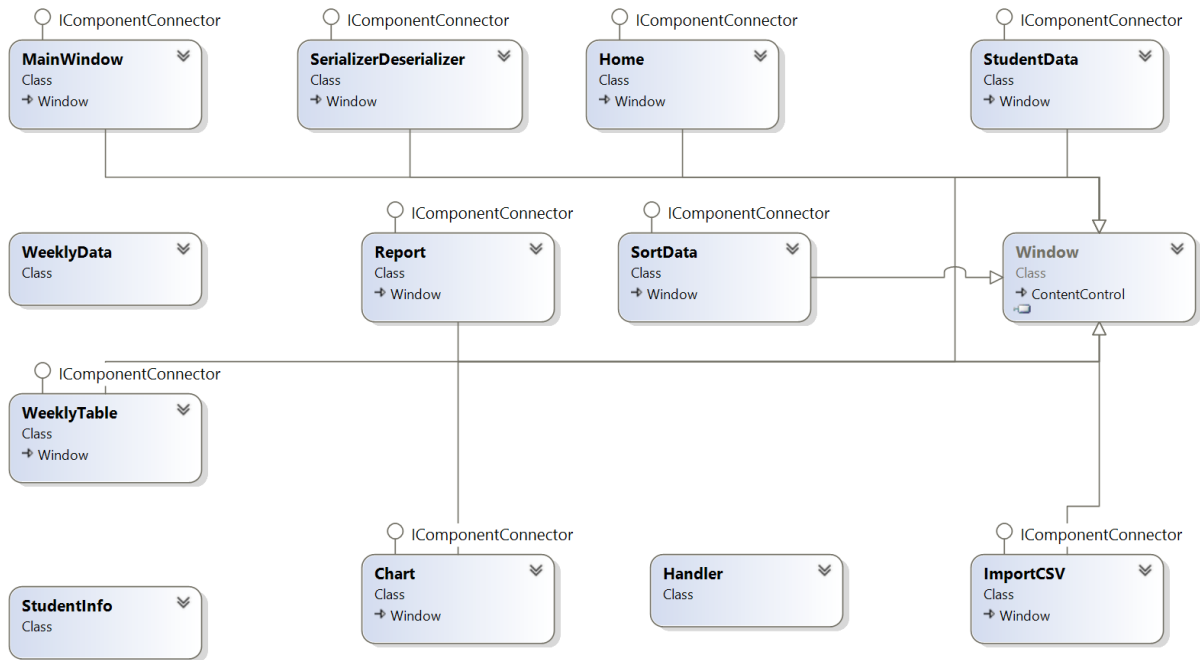 IComponentConnector
MainWindow
Class
Window
IComponentConnector
SerializerDeserializer
Class
Window
IComponentConnector
Home
Class
Window
IComponentConnector
StudentData
Class
Window
WeeklyData
Class
IComponentConnector
Report
Class
Window
IComponentConnector
SortData
Class
Window
Window
Class
ContentControl
IComponentConnector
WeeklyTable
Class
Window
StudentInfo
Class
IComponentConnector
Chart
Class
Window
Handler
Class
IComponentConnector
ImportCSV
Class
Window